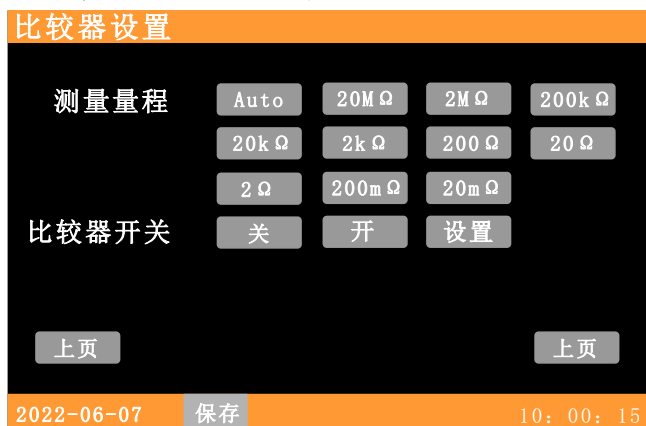 比较器设置
测量量程 Auto 20MΩ 2MΩ 200kΩ
20kΩ 2kΩ 200Ω 20Ω
2Ω 200mΩ 20mΩ
比较器开关 关 开 设置
上页 上页
2022-06-07 保存 10: 00: 15